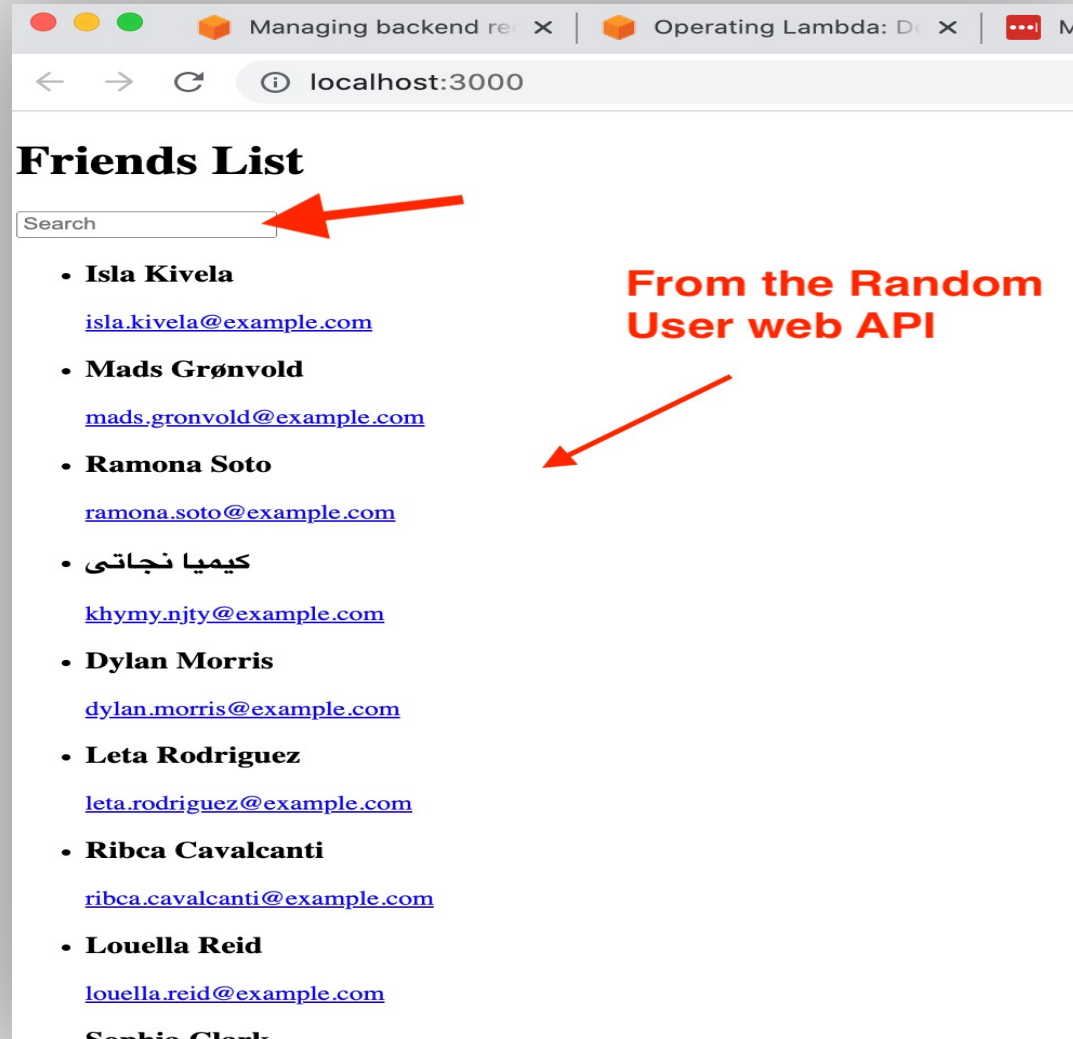 Managing backend re
Operating Lambda: D
M
localhost:3000
Friends List
Search
Isla Kivela
isla.kivela@example.com
From the Random
User web API
Mads Grønvold
mads.gronvold@example.com
Ramona Soto
ramona.soto@example.com
کیمیا نجاتی
khymy.njty@example.com
Dylan Morris
dylan.morris@example.com
Leta Rodriguez
leta.rodriguez@example.com
Ribca Cavalcanti
ribca.cavalcanti@example.com
Louella Reid
louella.reid@example.com